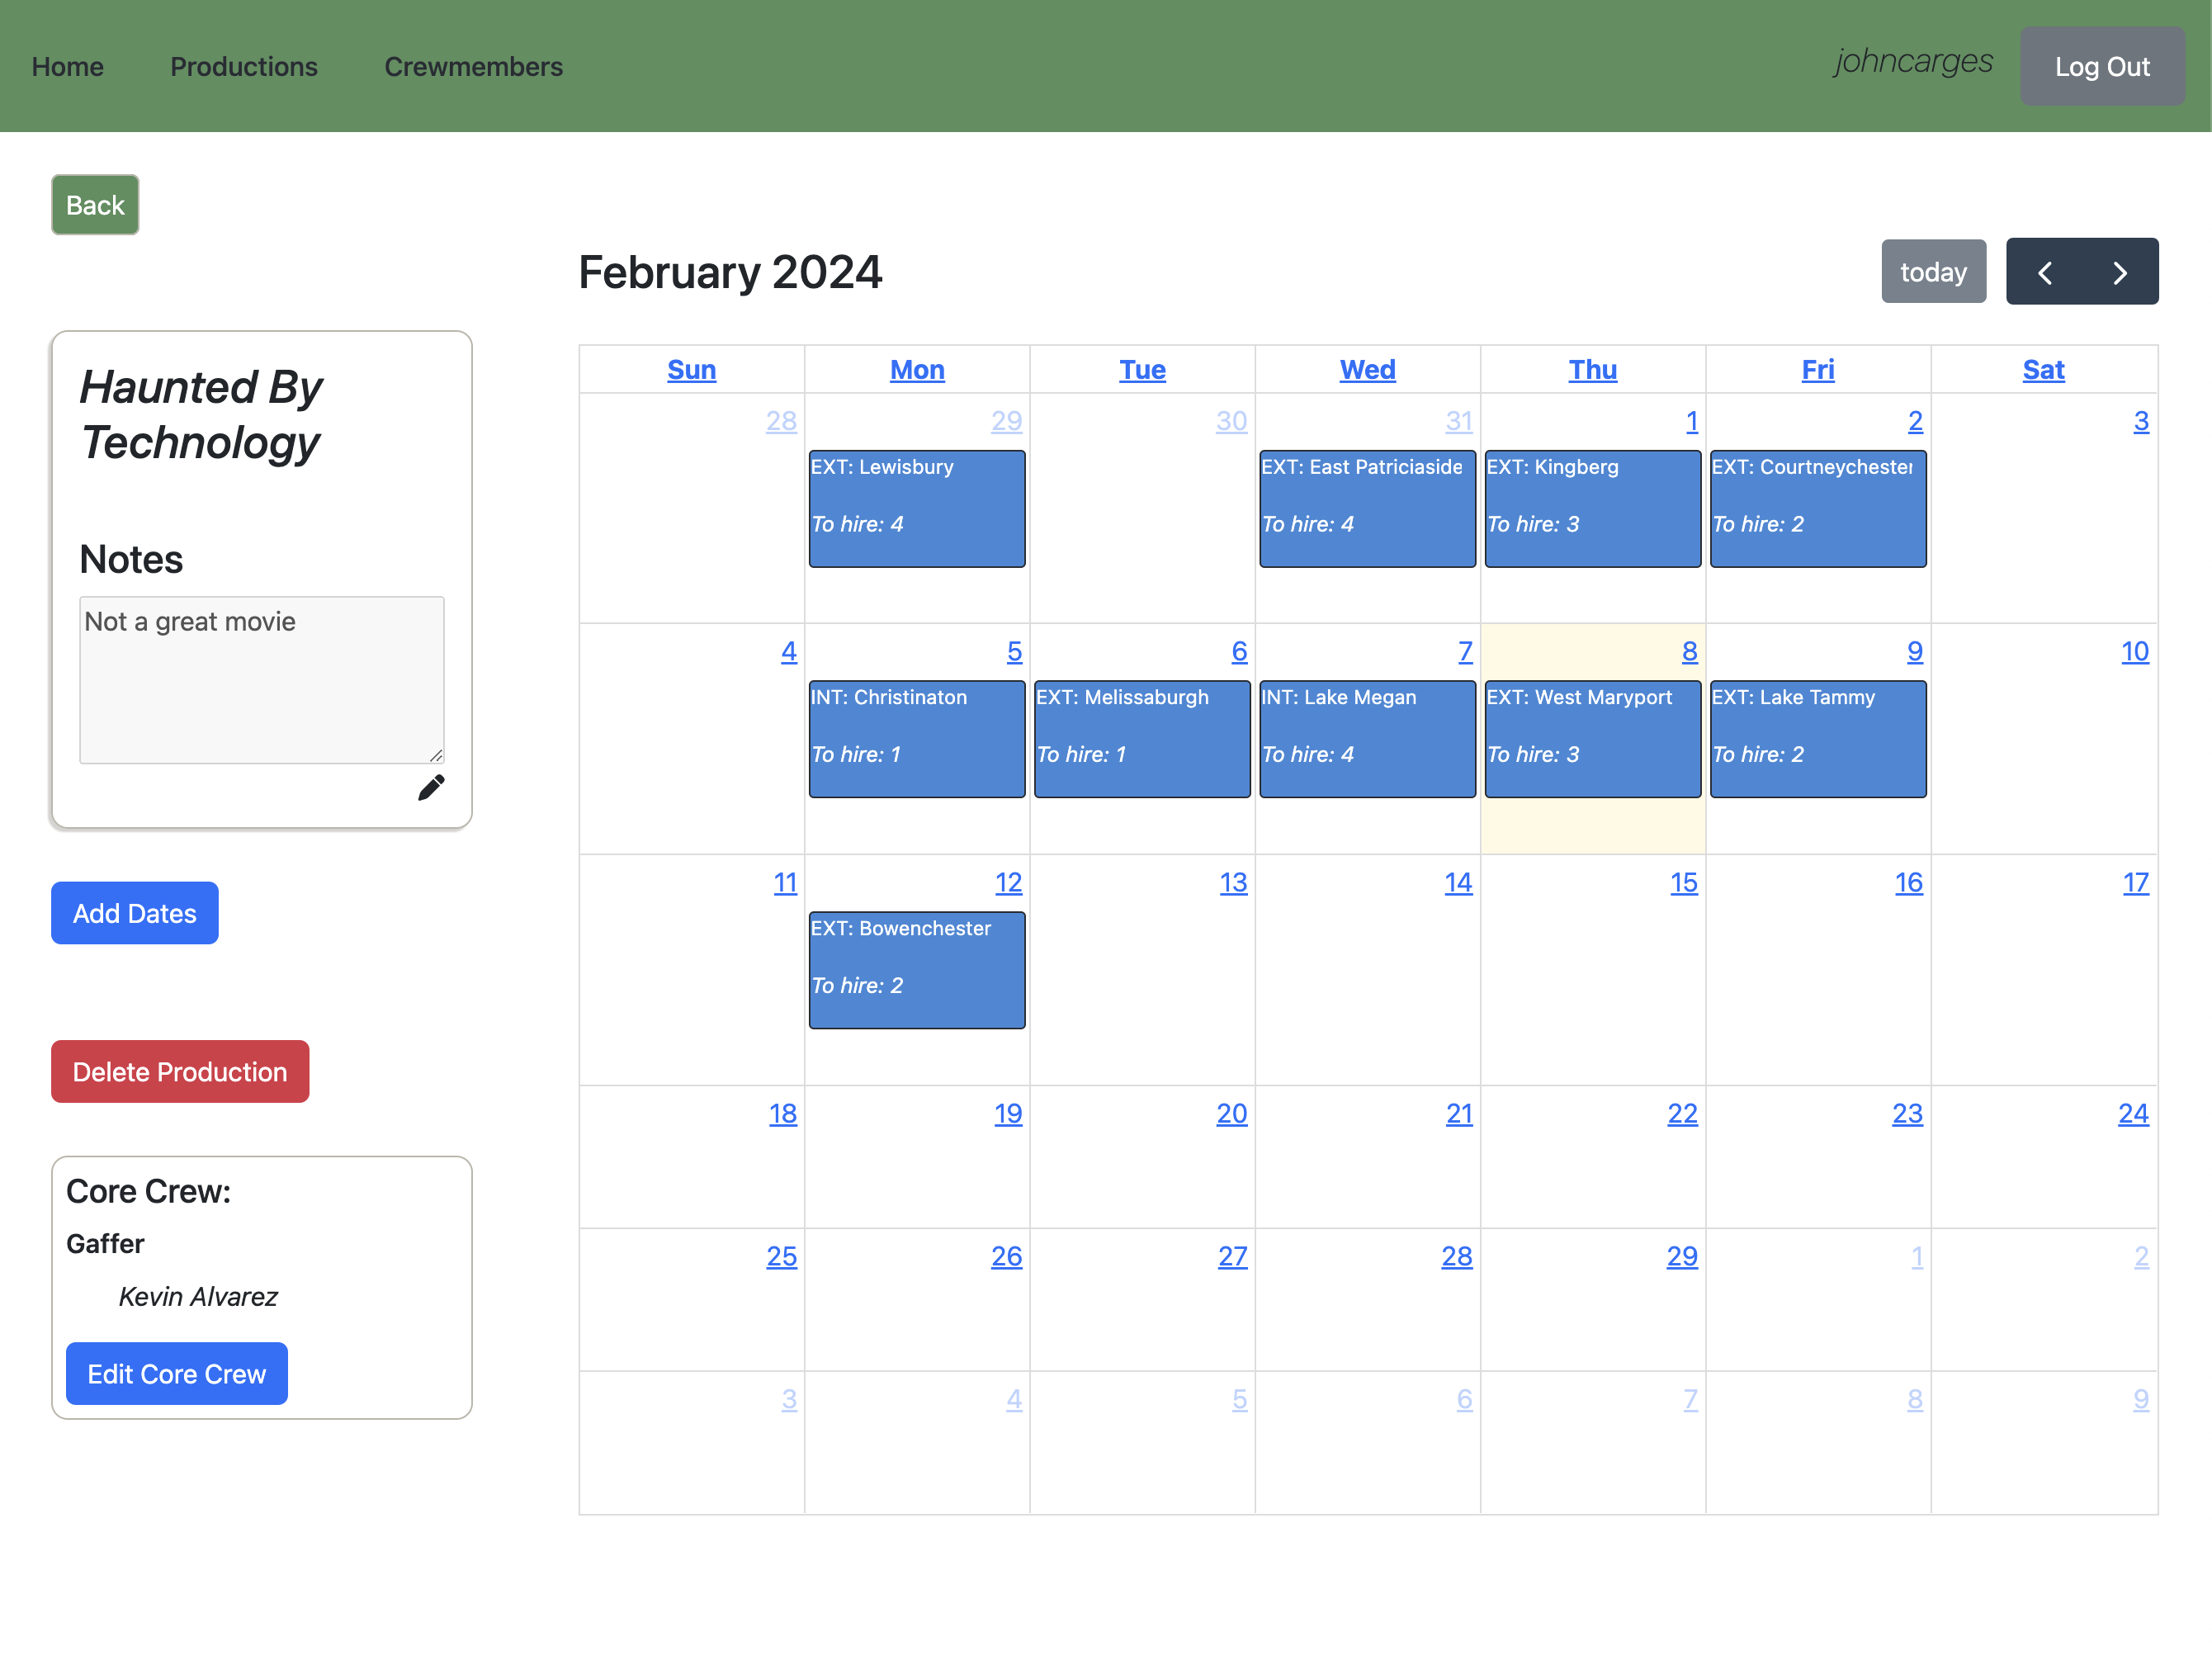 Home Productions Crewmembers johncarges Log Out
Back
Haunted By
Technology
Notes
Not a great movie
Add Dates
Delete Production
Core Crew:
Gaffer
Kevin Alvarez
Edit Core Crew
February 2024 today
Sun Mon Tue Wed Thu Fri Sat
28 29 30 31 1 2 3
EXT: Lewisbury EXT: East Patriciaside EXT: Kingberg EXT: Courtneychester
To hire: 4 To hire: 4 To hire: 3 To hire: 2
4 5 6 7 8 9 10
INT: Christinaton EXT: Melissaburgh INT: Lake Megan EXT: West Maryport EXT: Lake Tammy
To hire: 1 To hire: 1 To hire: 4 To hire: 3 To hire: 2
11 12 13 14 15 16 17
EXT: Bowenchester
To hire: 2
18 19 20 21 22 23 24
25 26 27 28 29 1 2
3 4 5 6 7 8 9